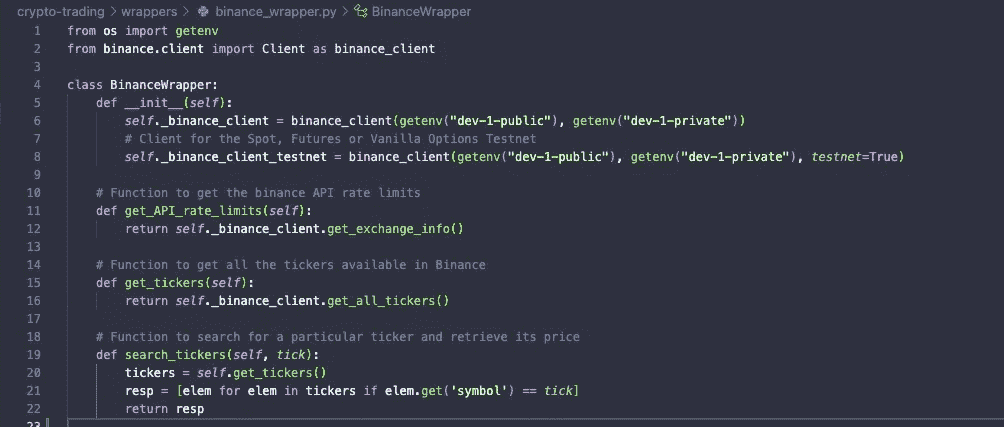 crypto-trading > wrappers > binance_wrapper.py > BinanceWrapper
1 from os import getenv
2 from binance.client import Client as binance_client
3
4 class BinanceWrapper:
5     def __init__(self):
6         self._binance_client = binance_client(getenv("dev-1-public"), getenv("dev-1-private"))
7         # Client for the Spot, Futures or Vanilla Options Testnet
8         self._binance_client_testnet = binance_client(getenv("dev-1-public"), getenv("dev-1-private"), testnet=True)
9
10     # Function to get the binance API rate limits
11     def get_API_rate_limits(self):
12         return self._binance_client.get_exchange_info()
13
14     # Function to get all the tickers available in Binance
15     def get_tickers(self):
16         return self._binance_client.get_all_tickers()
17
18     # Function to search for a particular ticker and retrieve its price
19     def search_tickers(self, tick):
20         tickers = self.get_tickers()
21         resp = [elem for elem in tickers if elem.get('symbol') == tick]
22         return resp
23